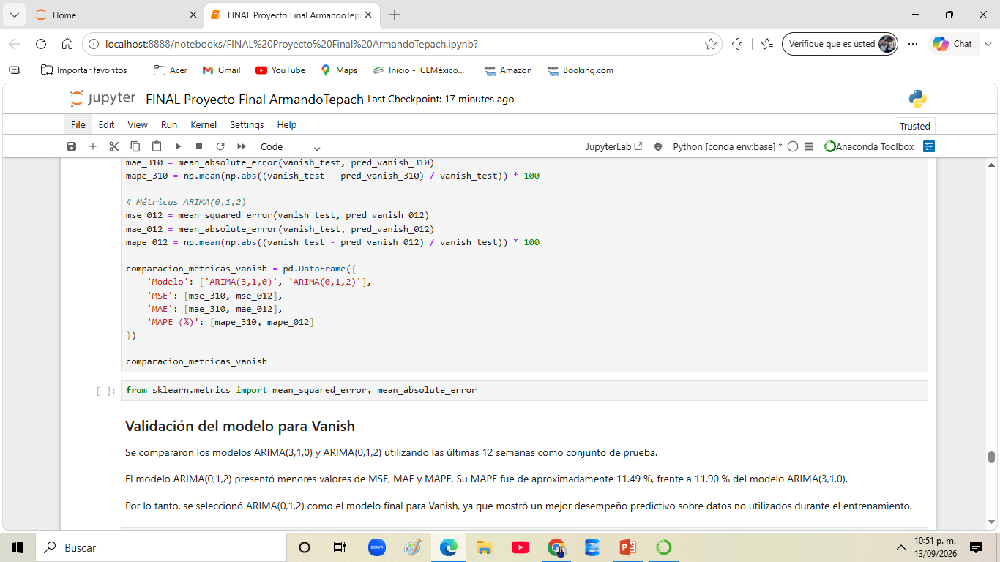 Home
FINAL Proyecto Final ArmandoTepac
localhost:8888/notebooks/FINAL%20Proyecto%20Final%20ArmandoTepach.ipynb?
Verifique que es usted
Chat
Importar favoritos
Acer
Gmail
YouTube
Maps
Inicio - ICEMéxico...
Amazon
Booking.com
jupyter FINAL Proyecto Final ArmandoTepach Last Checkpoint: 17 minutes ago
File Edit View Run Kernel Settings Help
Trusted
Code
JupyterLab
Python [conda env:base] *
Anaconda Toolbox
mae_310 = mean_absolute_error(vanish_test, pred_vanish_310)
mape_310 = np.mean(np.abs((vanish_test - pred_vanish_310) / vanish_test)) * 100
# Métricas ARIMA(0,1,2)
mse_012 = mean_squared_error(vanish_test, pred_vanish_012)
mae_012 = mean_absolute_error(vanish_test, pred_vanish_012)
mape_012 = np.mean(np.abs((vanish_test - pred_vanish_012) / vanish_test)) * 100
comparacion_metricas_vanish = pd.DataFrame({
'Modelo': ['ARIMA(3,1,0)', 'ARIMA(0,1,2)'],
'MSE': [mse_310, mse_012],
'MAE': [mae_310, mae_012],
'MAPE (%)': [mape_310, mape_012]
})
comparacion_metricas_vanish
[ ]: from sklearn.metrics import mean_squared_error, mean_absolute_error
Validación del modelo para Vanish
Se compararon los modelos ARIMA(3,1,0) y ARIMA(0,1,2) utilizando las últimas 12 semanas como conjunto de prueba.
El modelo ARIMA(0,1,2) presentó menores valores de MSE, MAE y MAPE. Su MAPE fue de aproximadamente 11.49 %, frente a 11.90 % del modelo ARIMA(3,1,0).
Por lo tanto, se seleccionó ARIMA(0,1,2) como el modelo final para Vanish, ya que mostró un mejor desempeño predictivo sobre datos no utilizados durante el entrenamiento.
Buscar
zoom
10:51 p. m.
13/09/2026